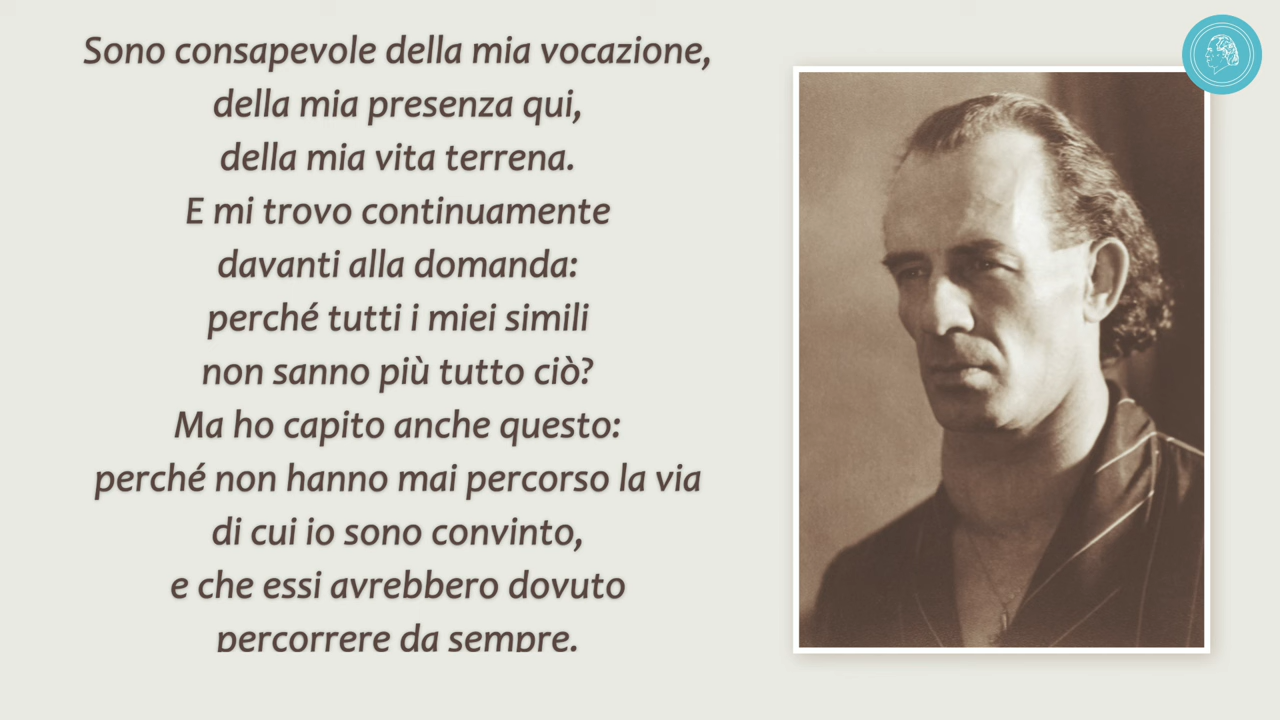 Sono consapevole della mia vocazione,
della mia presenza qui,
della mia vita terrena.
E mi trovo continuamente
davanti alla domanda:
perché tutti i miei simili
non sanno più tutto ciò?
Ma ho capito anche questo:
perché non hanno mai percorso la via
di cui io sono convinto,
e che essi avrebbero dovuto
percorrere da sempre.